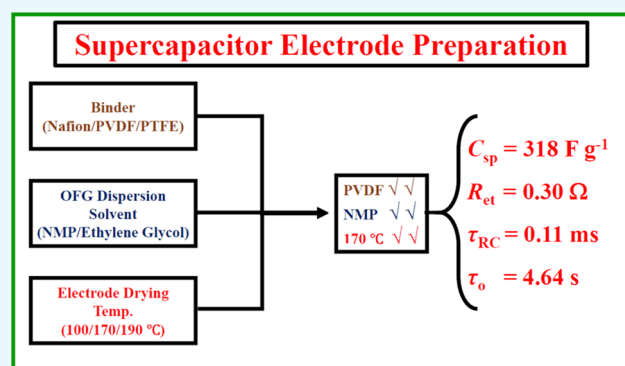 Supercapacitor Electrode Preparation
Binder
(Nafion/PVDF/PTFE)
OFG Dispersion
Solvent
(NMP/Ethylene Glycol)
Electrode Drying
Temp.
(100/170/190 °C)
PVDF √ √
NMP √ √
170 °C √ √
Csp = 318 F g-1
Ret = 0.30 Ω
τRC = 0.11 ms
τo = 4.64 s